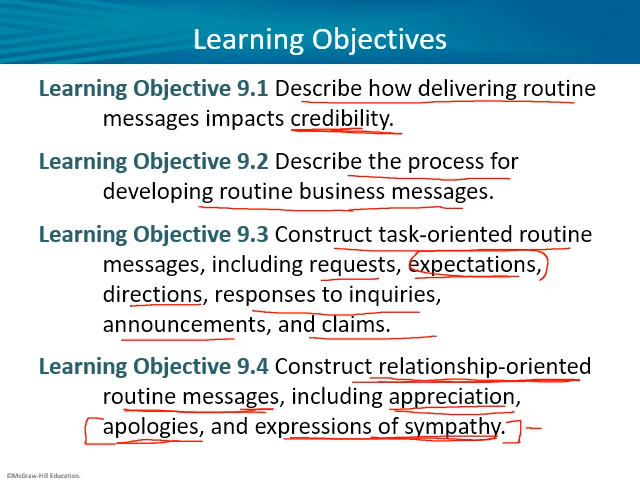 Learning Objectives
Learning Objective 9.1 Describe how delivering routine
messages impacts credibility.
Learning Objective 9.2 Describe the process for
developing routine business messages.
Learning Objective 9.3 Construct task-oriented routine
messages, including requests, expectations,
directions, responses to inquiries,
announcements, and claims.
Learning Objective 9.4 Construct relationship-oriented
routine messages, including appreciation,
apologies, and expressions of sympathy.
©McGraw-Hill Education.